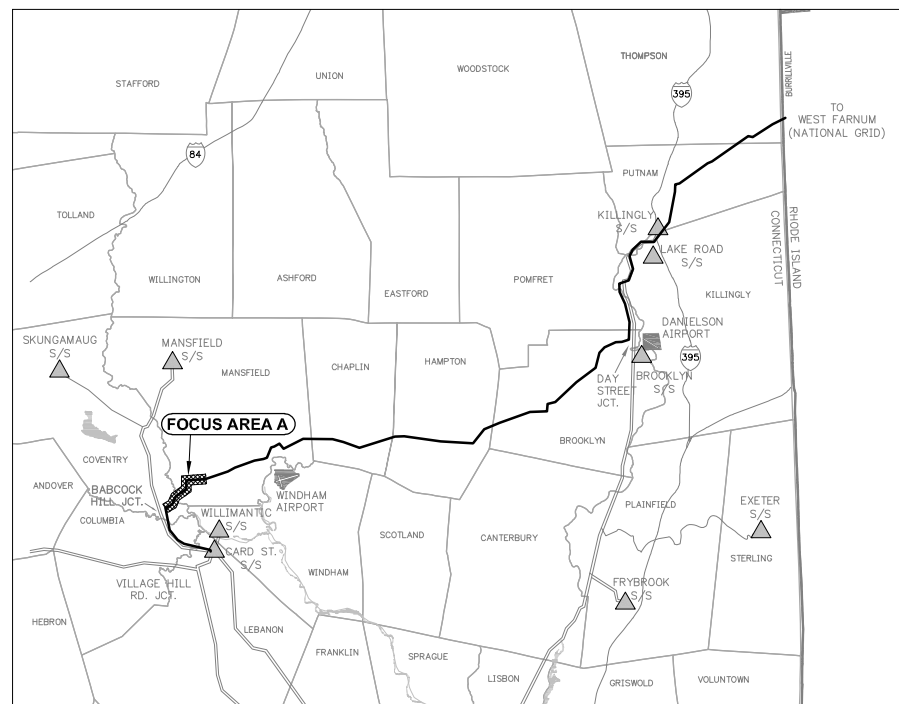 THOMPSON
WOODSTOCK
UNION
STAFFORD
BURRILLVILLE
395
TO
WEST FARNUM
(NATIONAL GRID)
84
PUTNAM
TOLLAND
KILLINGLY
S/S
RHODE ISLAND
CONNECTICUT
LAKE ROAD
S/S
WILLINGTON
ASHFORD
EASTFORD
POMFRET
KILLINGLY
DANIELSON
AIRPORT
SKUNGAMAUG
S/S
MANSFIELD
S/S
MANSFIELD
CHAPLIN
HAMPTON
395
DAY
STREET
JCT.
BROOKLYN
S/S
FOCUS AREA A
BROOKLYN
COVENTRY
ANDOVER
BABCOCK
HILL JCT.
COLUMBIA
WINDHAM
AIRPORT
WILLIMANTIC
S/S
PLAINFIELD
EXETER
S/S
SCOTLAND
CANTERBURY
CARD ST.
S/S
STERLING
WINDHAM
VILLAGE HILL
RD. JCT.
FRYBROOK
S/S
HEBRON
LEBANON
FRANKLIN
SPRAGUE
LISBON
GRISWOLD
VOLUNTOWN